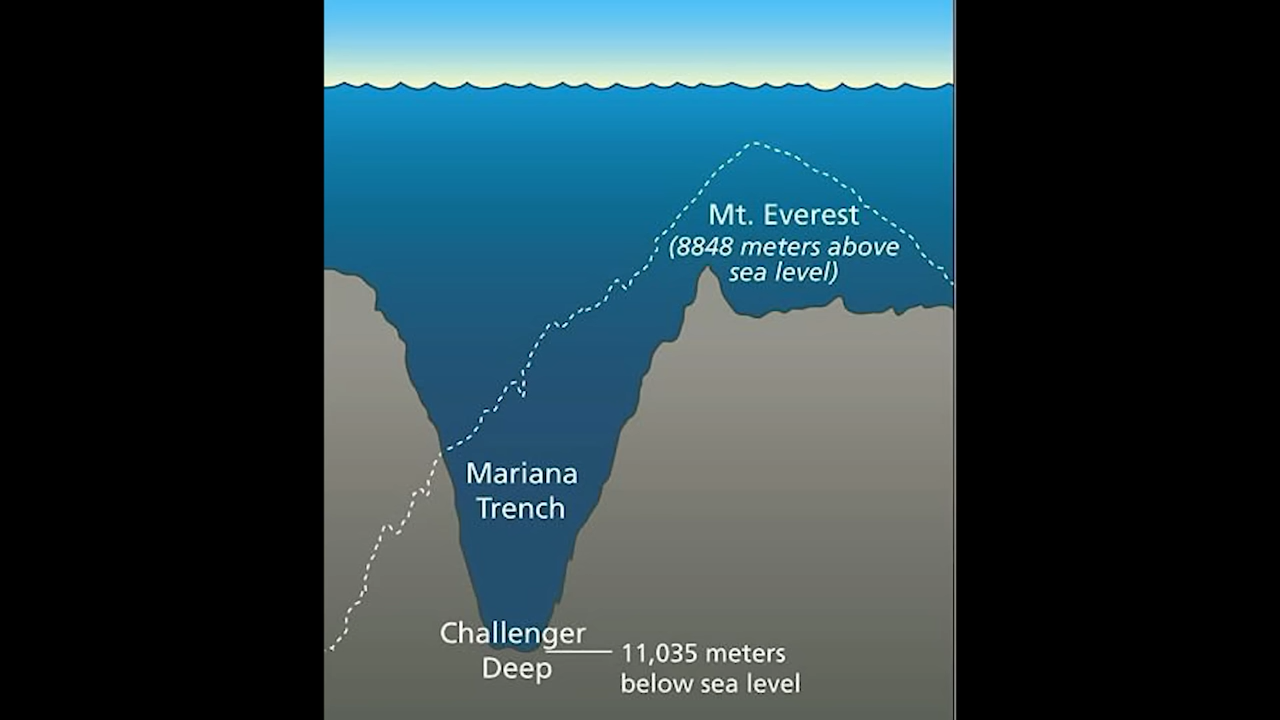 Mt. Everest
(8848 meters above
sea level)
Mariana
Trench
Challenger
Deep
11,035 meters
below sea level